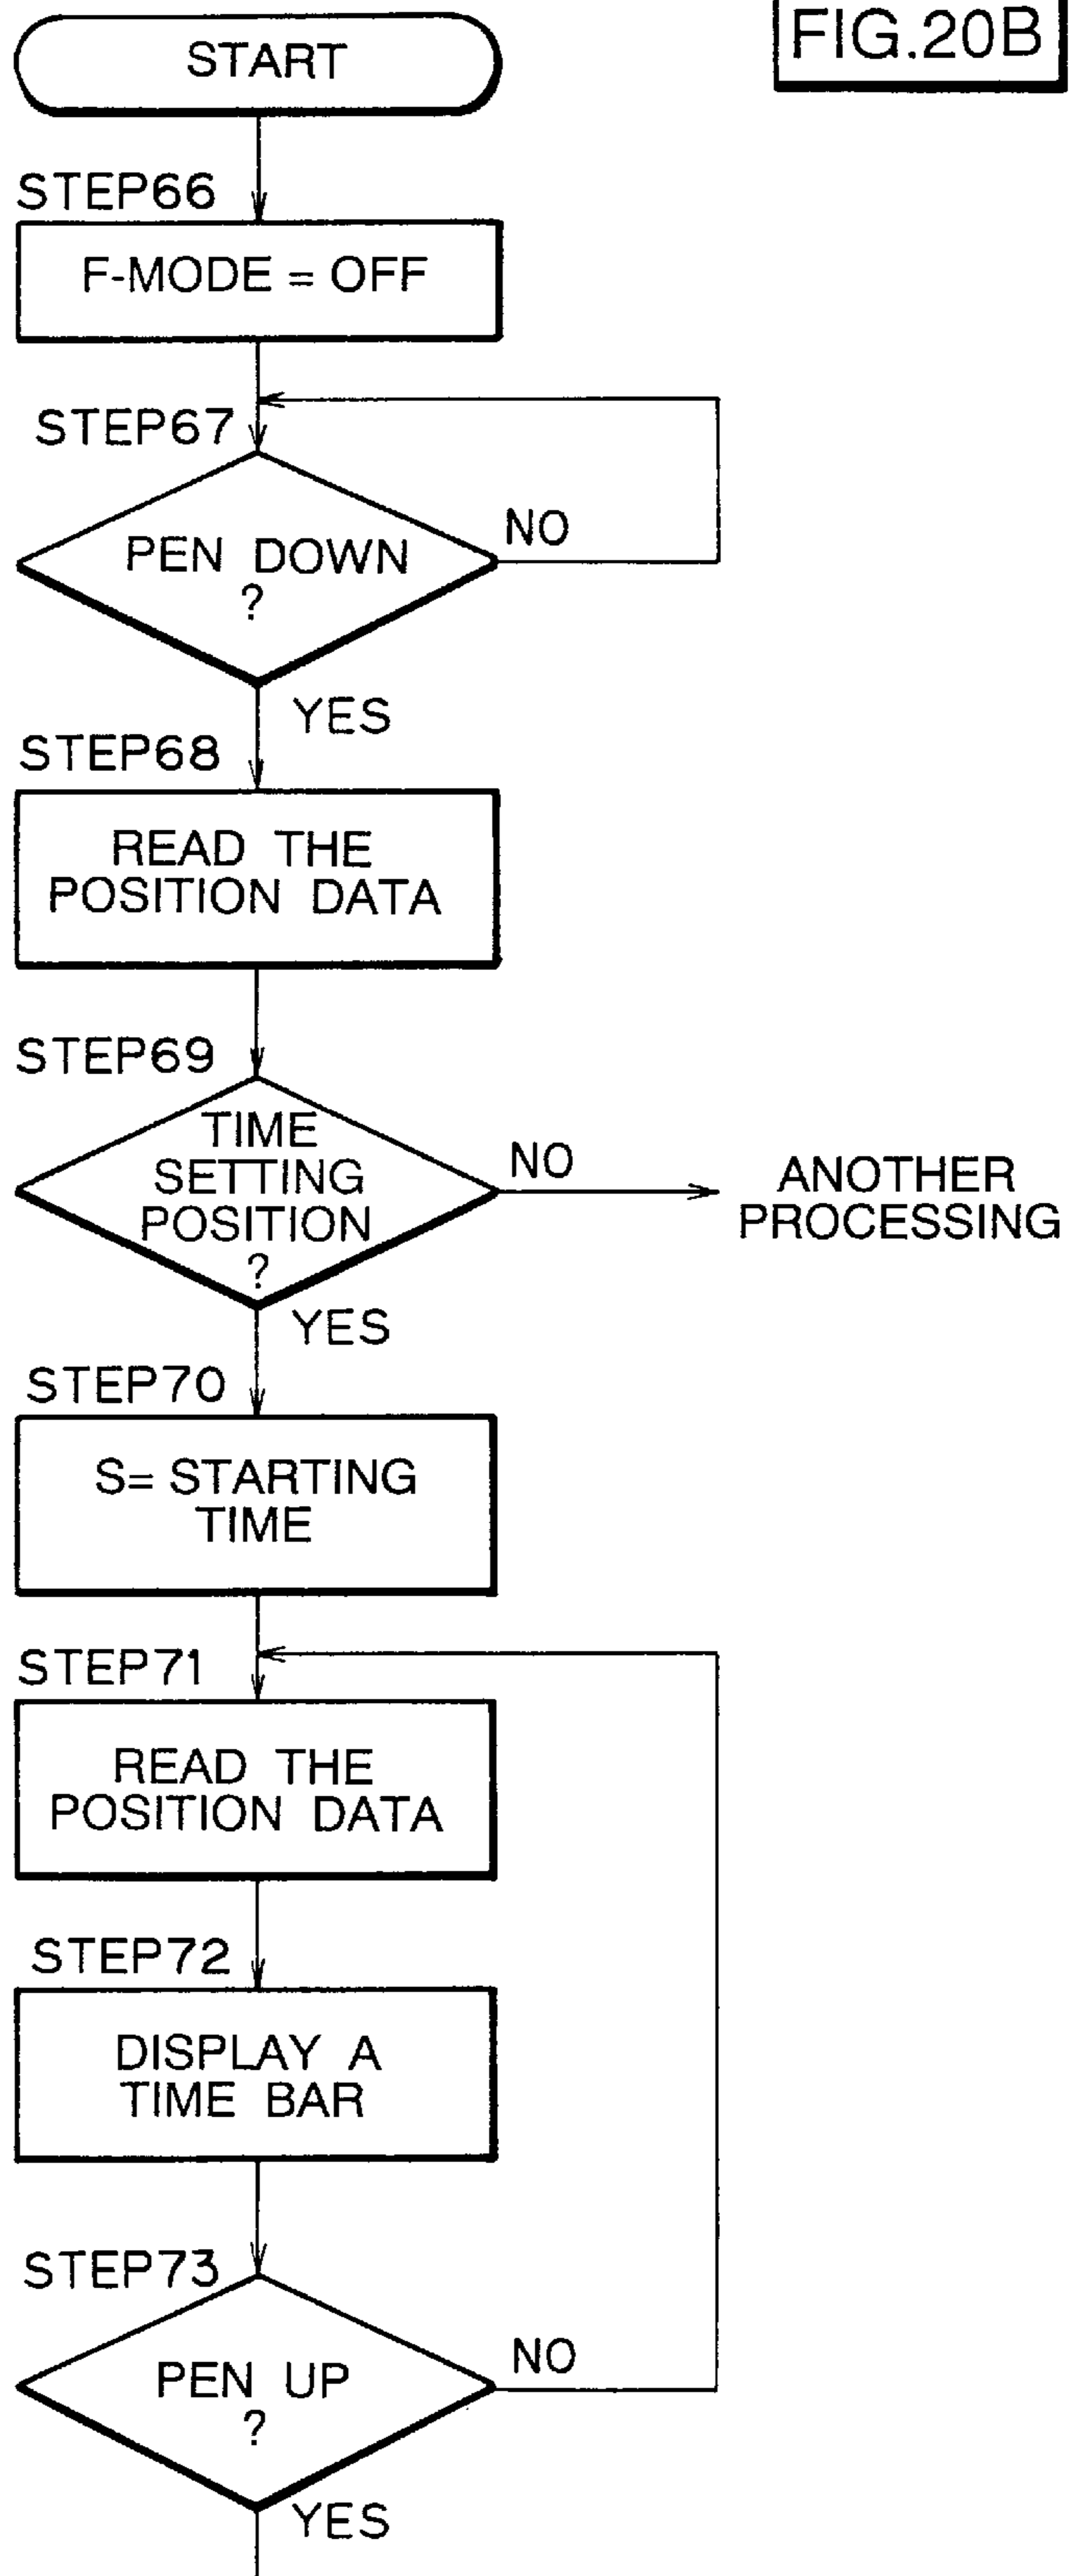 FIG.20B
START
STEP66
F-MODE = OFF
STEP67
PEN DOWN
?
NO
YES
STEP68
READ THE
POSITION DATA
STEP69
TIME
SETTING
POSITION
?
NO
ANOTHER
PROCESSING
YES
STEP70
S= STARTING
TIME
STEP71
READ THE
POSITION DATA
STEP72
DISPLAY A
TIME BAR
STEP73
PEN UP
?
NO
YES